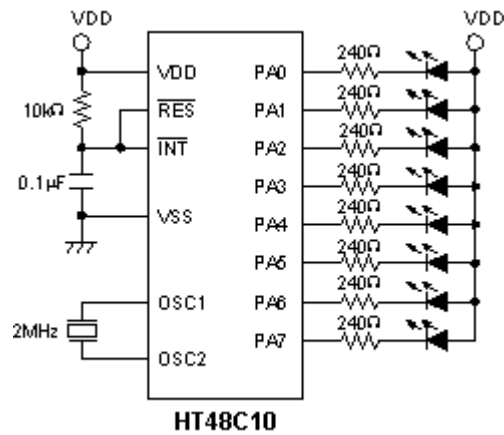 VDD
VDD
240Ω
VDD
PA0
240Ω
10kΩ
RES
PA1
240Ω
INT
PA2
240Ω
0.1µF
PA3
240Ω
VSS
PA4
240Ω
PA5
240Ω
OSC1
PA6
240Ω
2MHz
PA7
OSC2
HT48C10